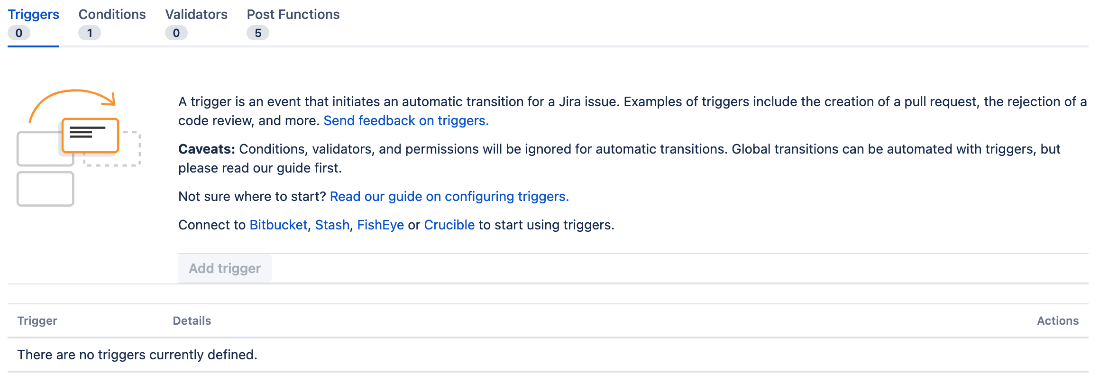 Triggers Conditions Validators Post Functions
0 1 0 5
A trigger is an event that initiates an automatic transition for a Jira issue. Examples of triggers include the creation of a pull request, the rejection of a
code review, and more. Send feedback on triggers.
Caveats: Conditions, validators, and permissions will be ignored for automatic transitions. Global transitions can be automated with triggers, but
please read our guide first.
Not sure where to start? Read our guide on configuring triggers.
Connect to Bitbucket, Stash, FishEye or Crucible to start using triggers.
Add trigger
Trigger Details Actions
There are no triggers currently defined.